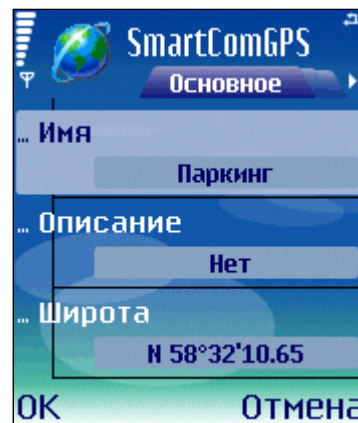 SmartComGPS
Основное
... Имя
Паркинг
... Описание
Нет
... Широта
N 58°32'10.65
OK
Отмена